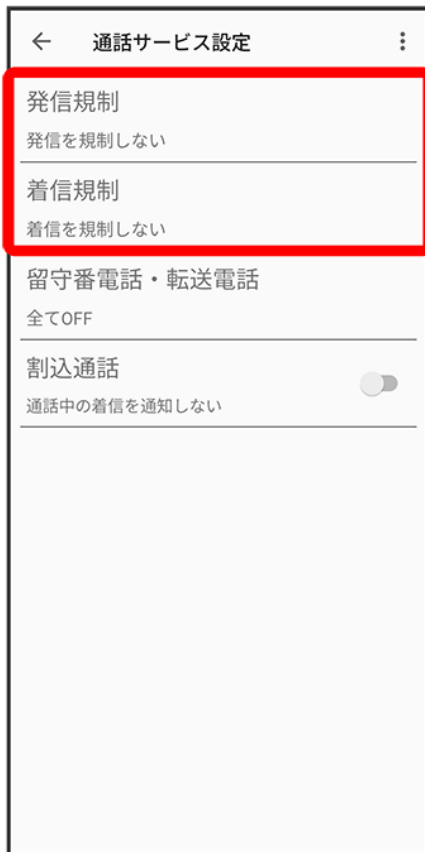 通話サービス設定
発信規制
発信を規制しない
着信規制
着信を規制しない
留守番電話・転送電話
全てOFF
割込通話
通話中の着信を通知しない